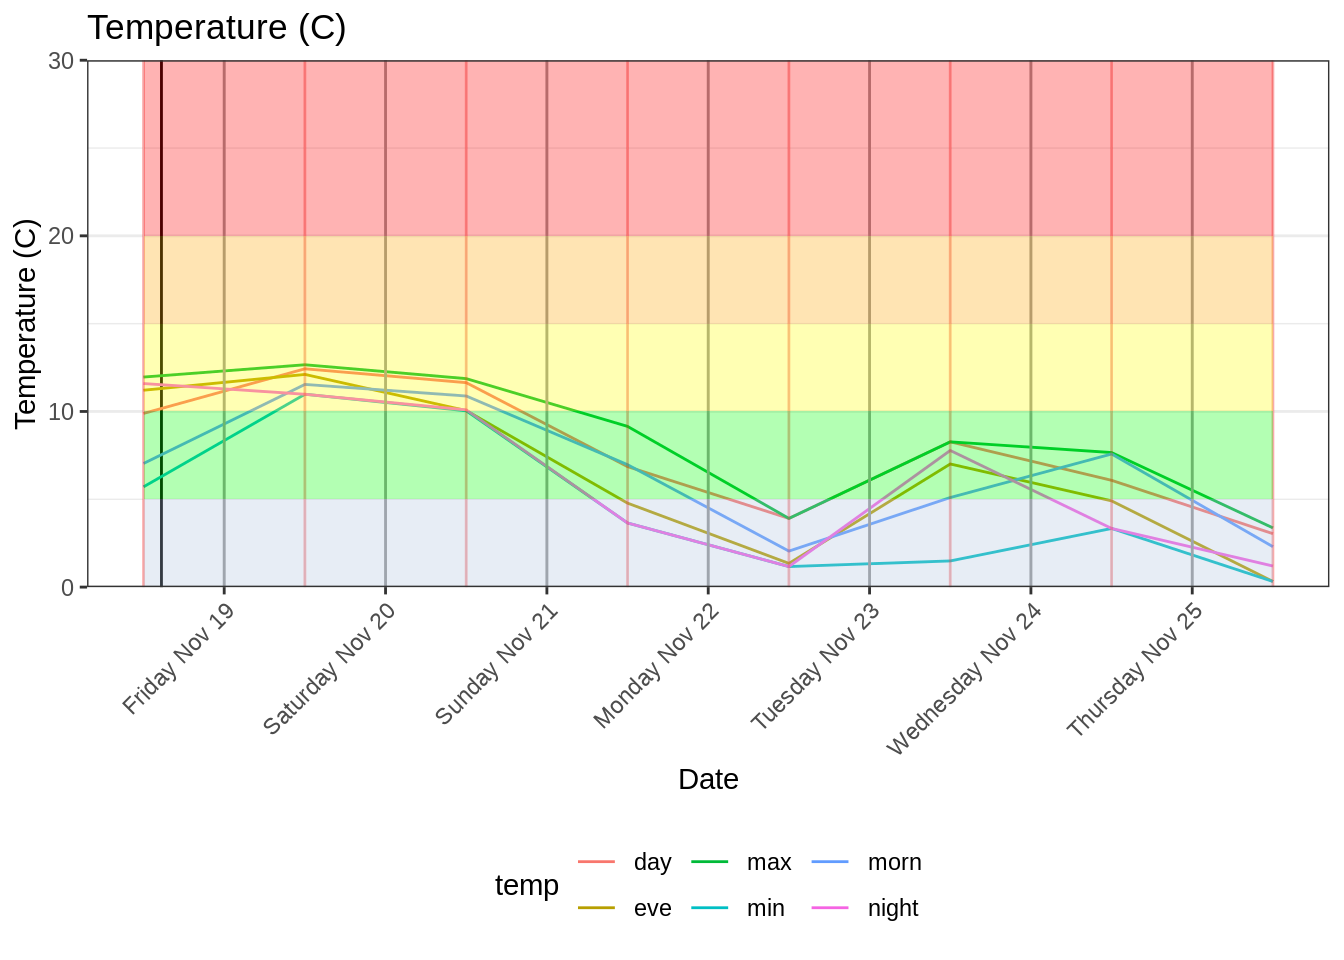 Temperature (C)
30
20
10
0
Temperature (C)
Friday Nov 19
Saturday Nov 20
Sunday Nov 21
Monday Nov 22
Tuesday Nov 23
Wednesday Nov 24
Thursday Nov 25
Date
temp
day max morn
eve min night